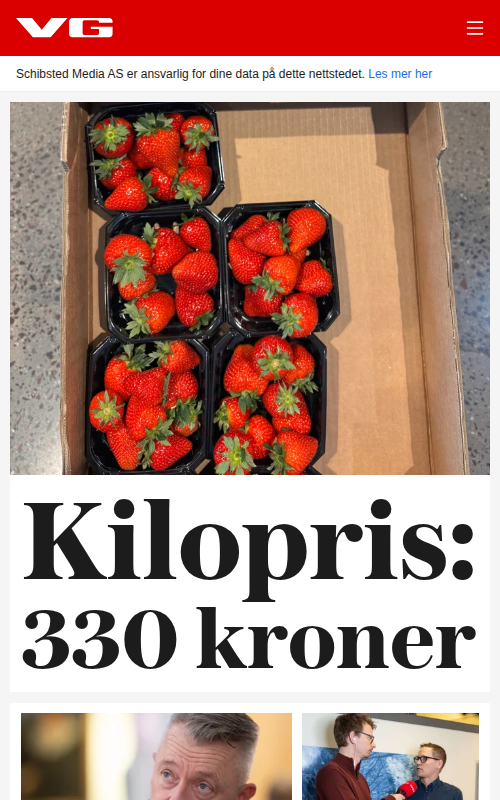 VG
Schibsted Media AS er ansvarlig for dine data på dette nettstedet. Les mer her
Kilopris:
330 kroner